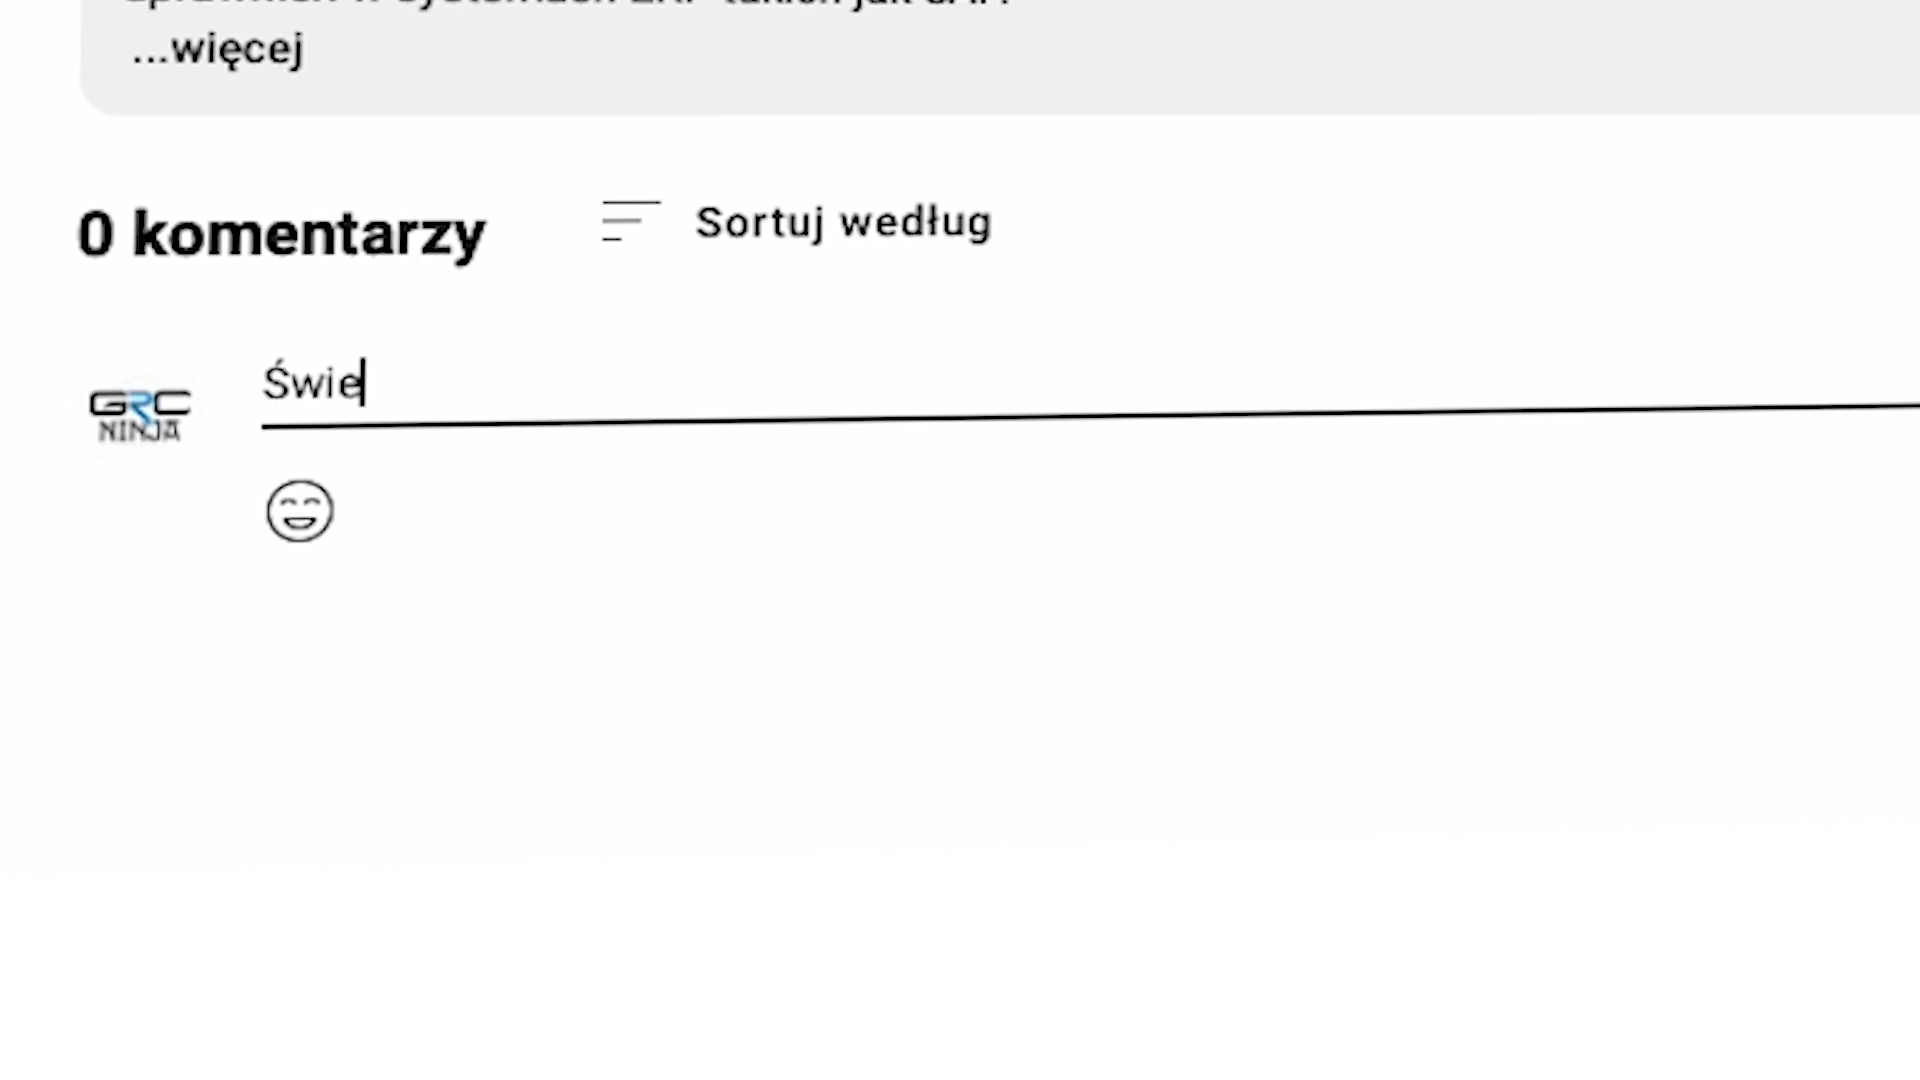 ...więcej
0 komentarzy
Sortuj według
Świe
GRC
NINJA